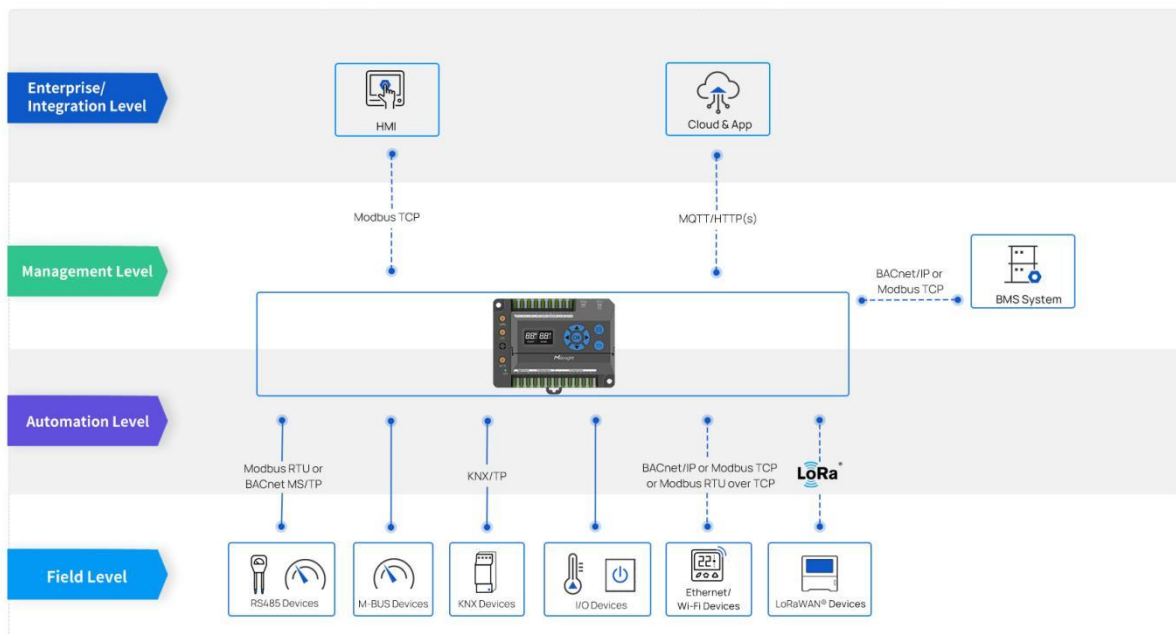 Enterprise/
Integration Level
HMI
Cloud & App
Modbus TCP
MQTT/HTTP(s)
Management Level
BACnet/IP or
Modbus TCP
BMS System
Milesight
Automation Level
Modbus RTU or
BACnet MS/TP
KNX/TP
BACnet/IP or Modbus TCP
or Modbus RTU over TCP
LoRa®
Field Level
RS485 Devices
M-BUS Devices
KNX Devices
I/O Devices
22
Ethernet/
Wi-Fi Devices
LoRaWAN® Devices